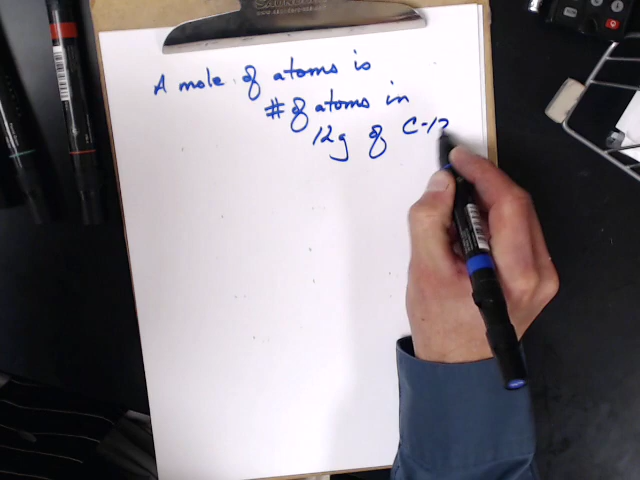 A mole of atoms is
# of atoms in
12g of C-12